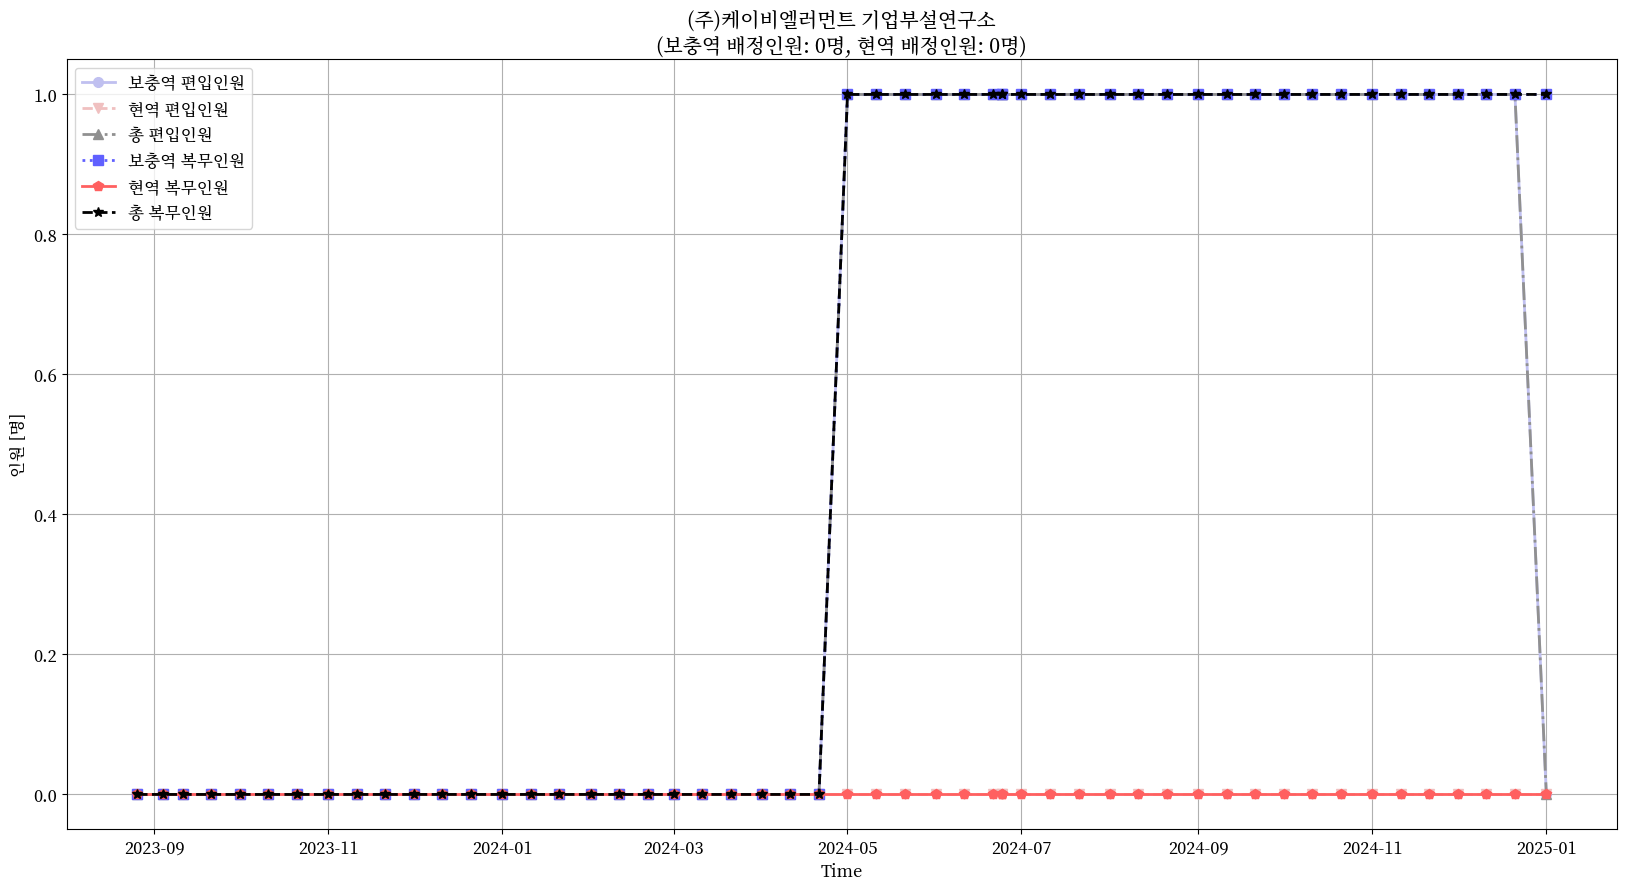 (주)케이비엘러먼트 기업부설연구소
(보충역 배정인원: 0명, 현역 배정인원: 0명)
보충역 편입인원
현역 편입인원
총 편입인원
보충역 복무인원
현역 복무인원
총 복무인원
1.0
0.8
0.6
0.4
0.2
0.0
인원 [명]
2023-09 2023-11 2024-01 2024-03 2024-05 2024-07 2024-09 2024-11 2025-01
Time